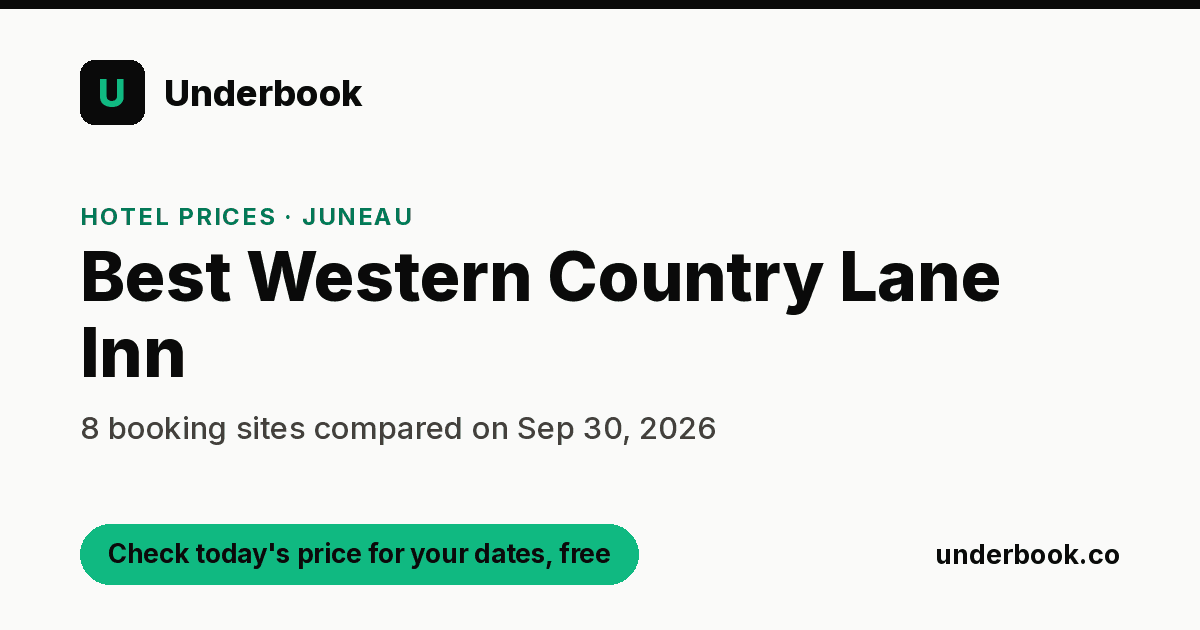 U
Underbook
HOTEL PRICES · JUNEAU
Best Western Country Lane
Inn
8 booking sites compared on Sep 30, 2026
Check today's price for your dates, free
underbook.co